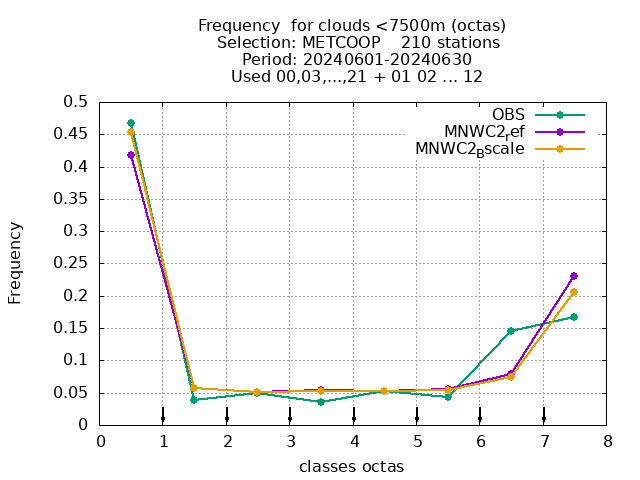 Frequency  for clouds <7500m (octas)
Selection: METCOOP    210 stations
Period: 20240601-20240630
Used 00,03,...,21 + 01 02 ... 12
OBS
MNWC2ref
MNWC2Bscale
0.5
0.45
0.4
0.35
0.3
0.25
0.2
0.15
0.1
0.05
0
Frequency
0 1 2 3 4 5 6 7 8
classes octas